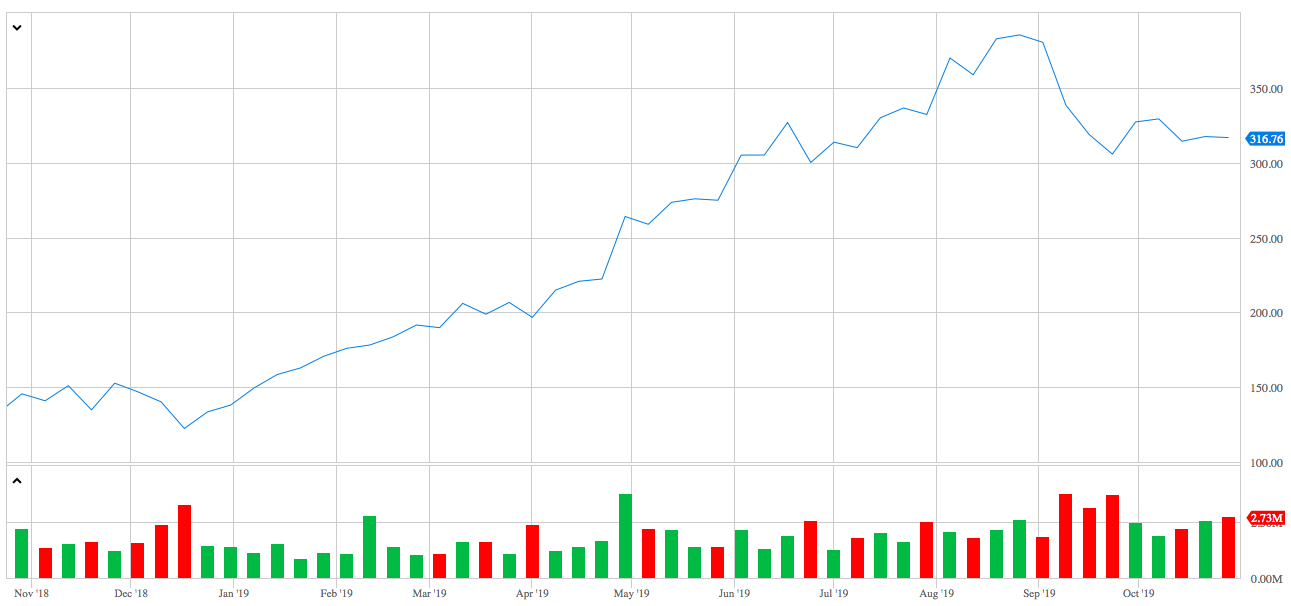 350.00
316.76
300.00
250.00
200.00
150.00
100.00
2.73M
0.00M
Nov '18 Dec '18 Jan '19 Feb '19 Mar '19 Apr '19 May '19 Jun '19 Jul '19 Aug '19 Sep '19 Oct '19